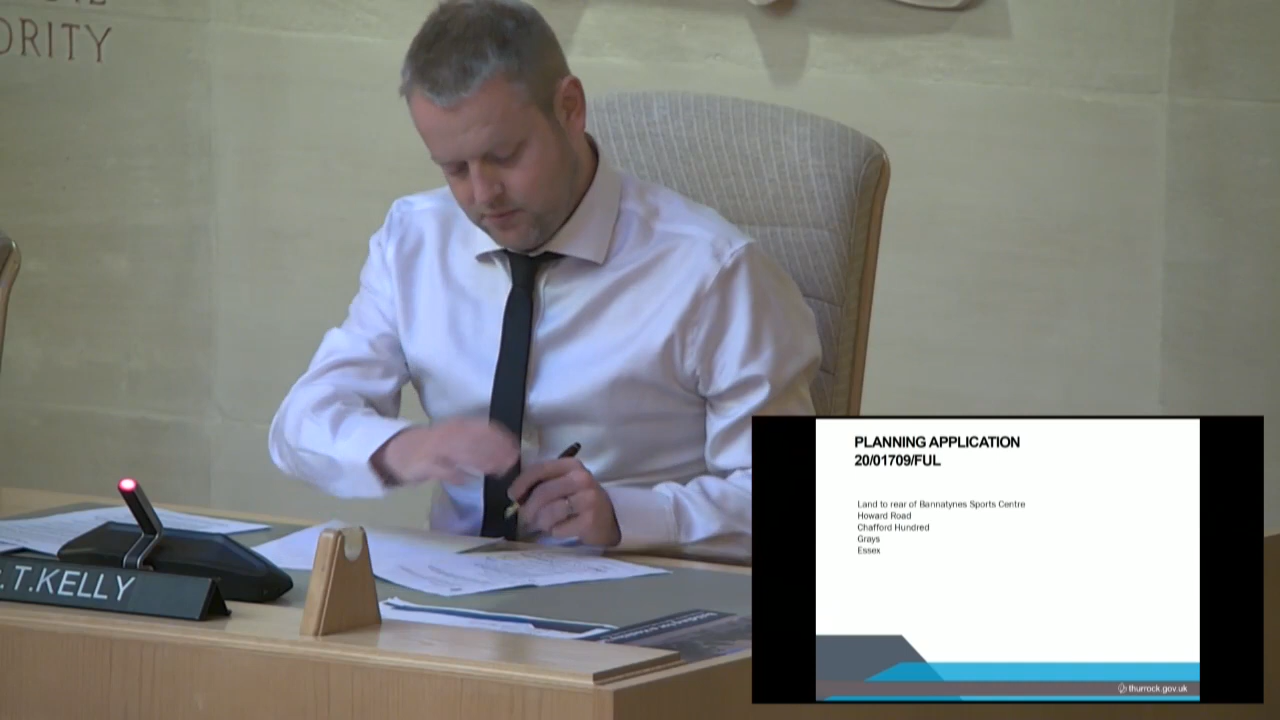 ORITY
.T.KELLY
PLANNING APPLICATION
20/01709/FUL
Land to rear of Bannatynes Sports Centre
Howard Road
Chafford Hundred
Grays
Essex
thurrock.gov.uk